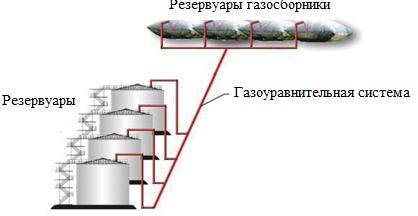 Резервуары газосборники
Газоуравнительная система
Резервуары